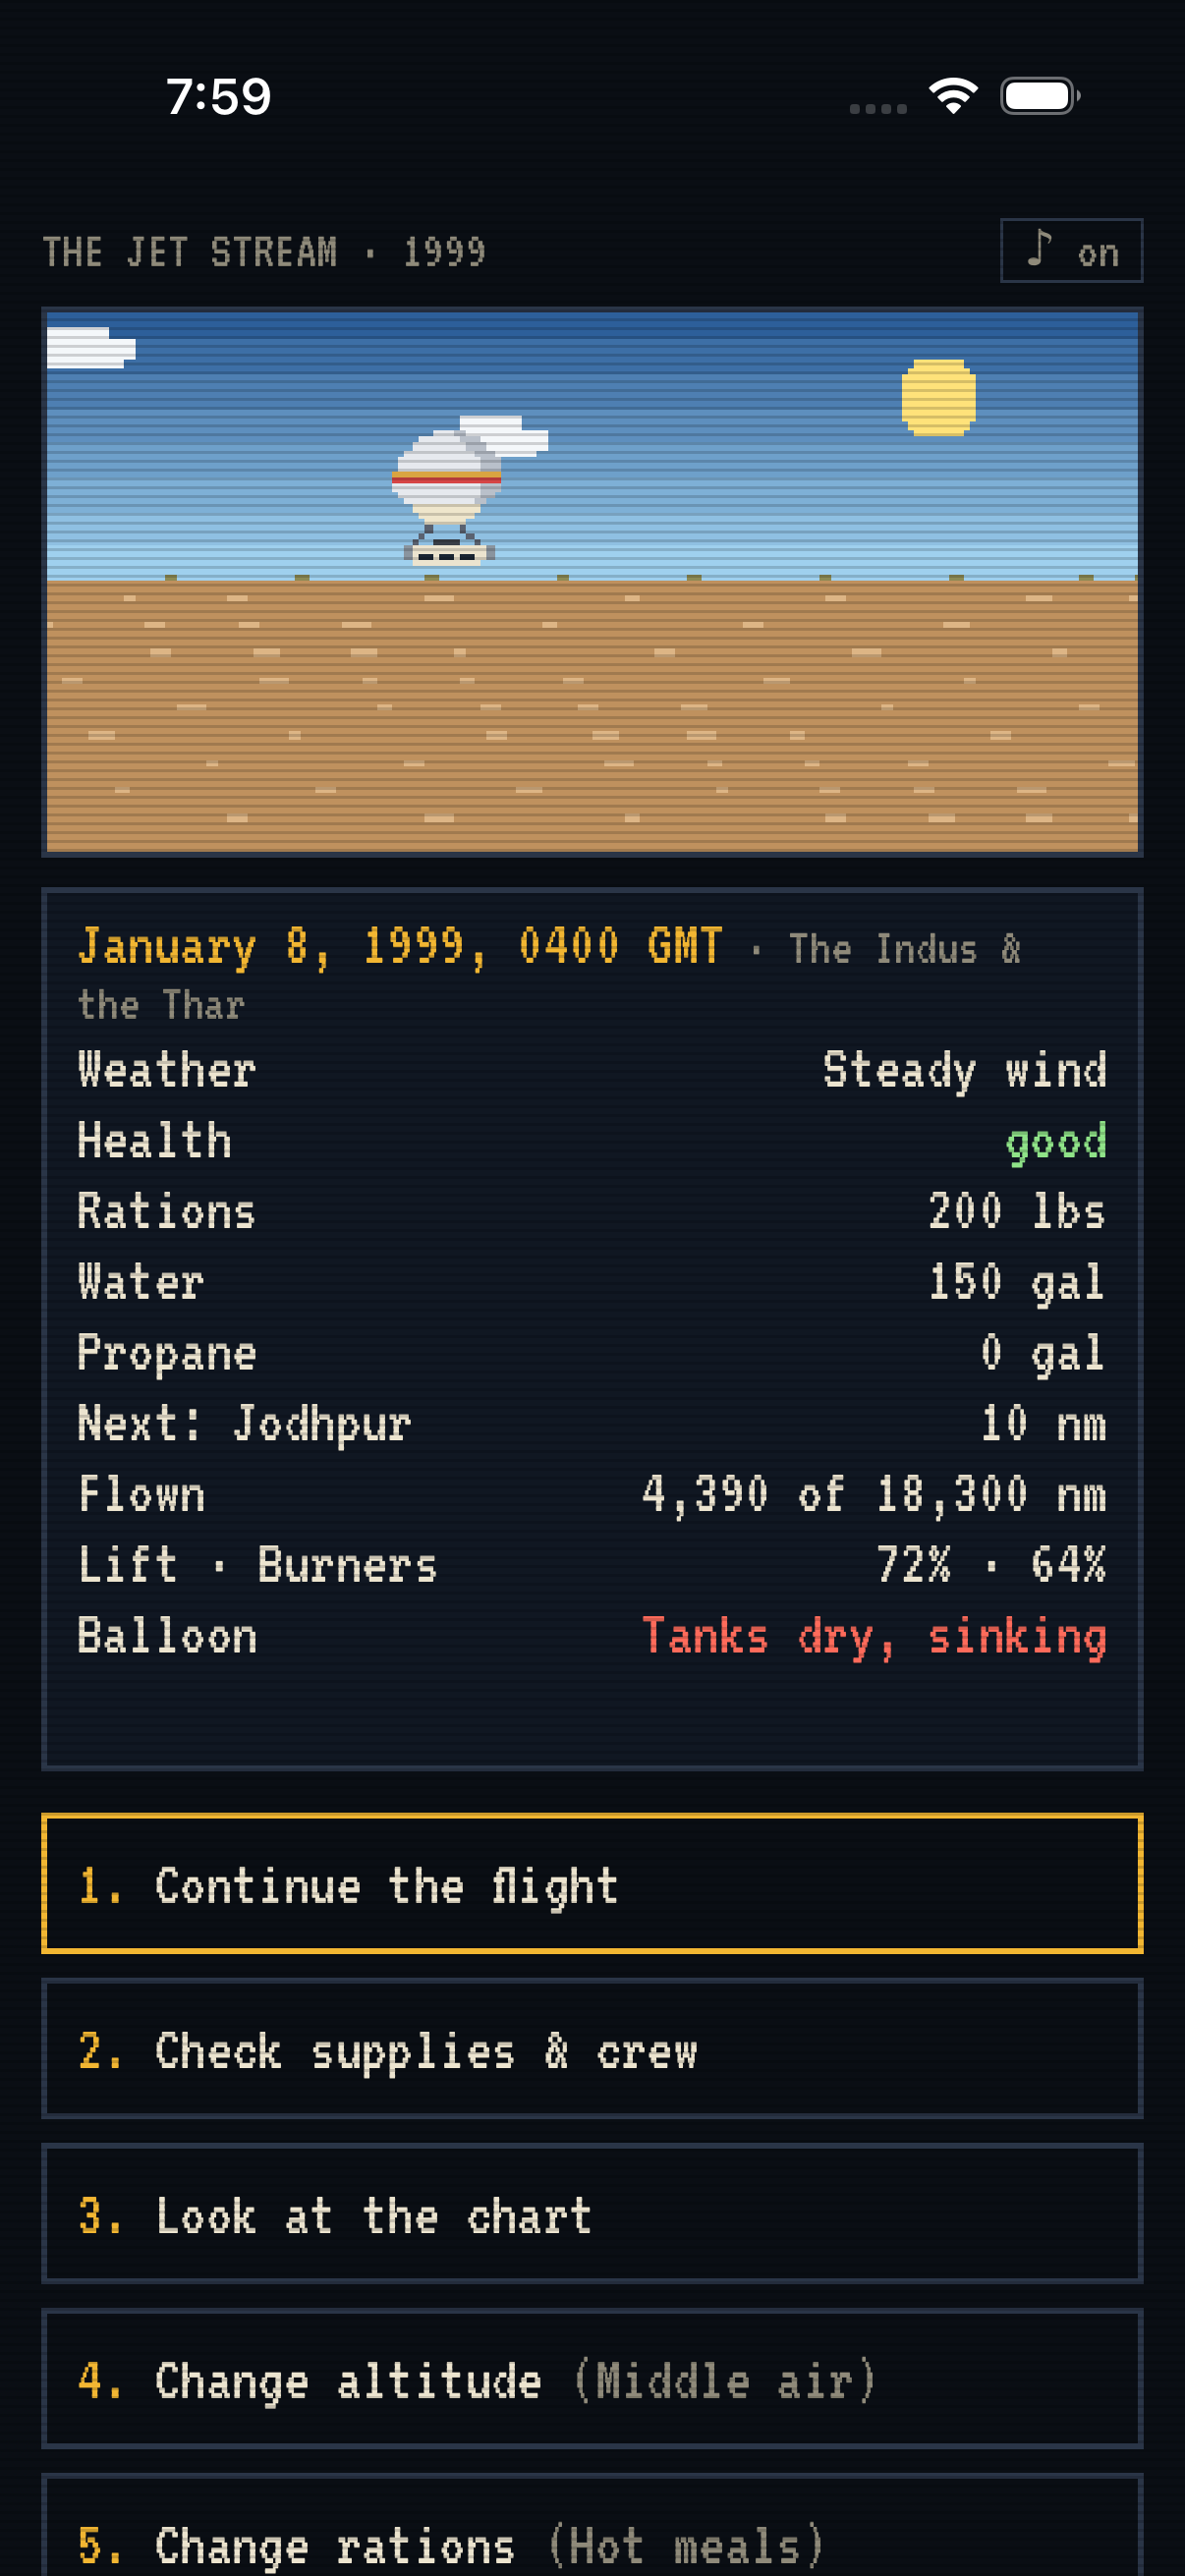 7:59
THE JET STREAM · 1999
♪ on
January 8, 1999, 0400 GMT · The Indus &
the Thar
Weather Steady wind
Health good
Rations 200 lbs
Water 150 gal
Propane 0 gal
Next: Jodhpur 10 nm
Flown 4,390 of 18,300 nm
Lift · Burners 72% · 64%
Balloon Tanks dry, sinking
1. Continue the flight
2. Check supplies & crew
3. Look at the chart
4. Change altitude (Middle air)
5. Change rations (Hot meals)